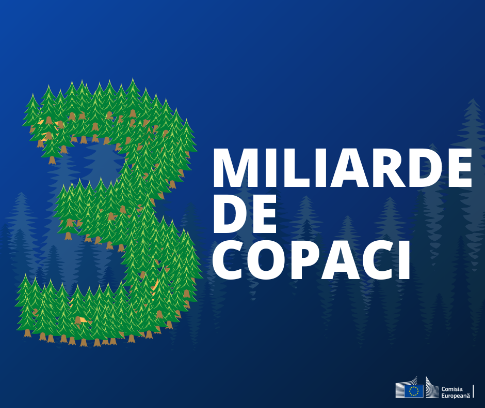 3
MILIARDE
DE
COPACI
Comisia
Europeană